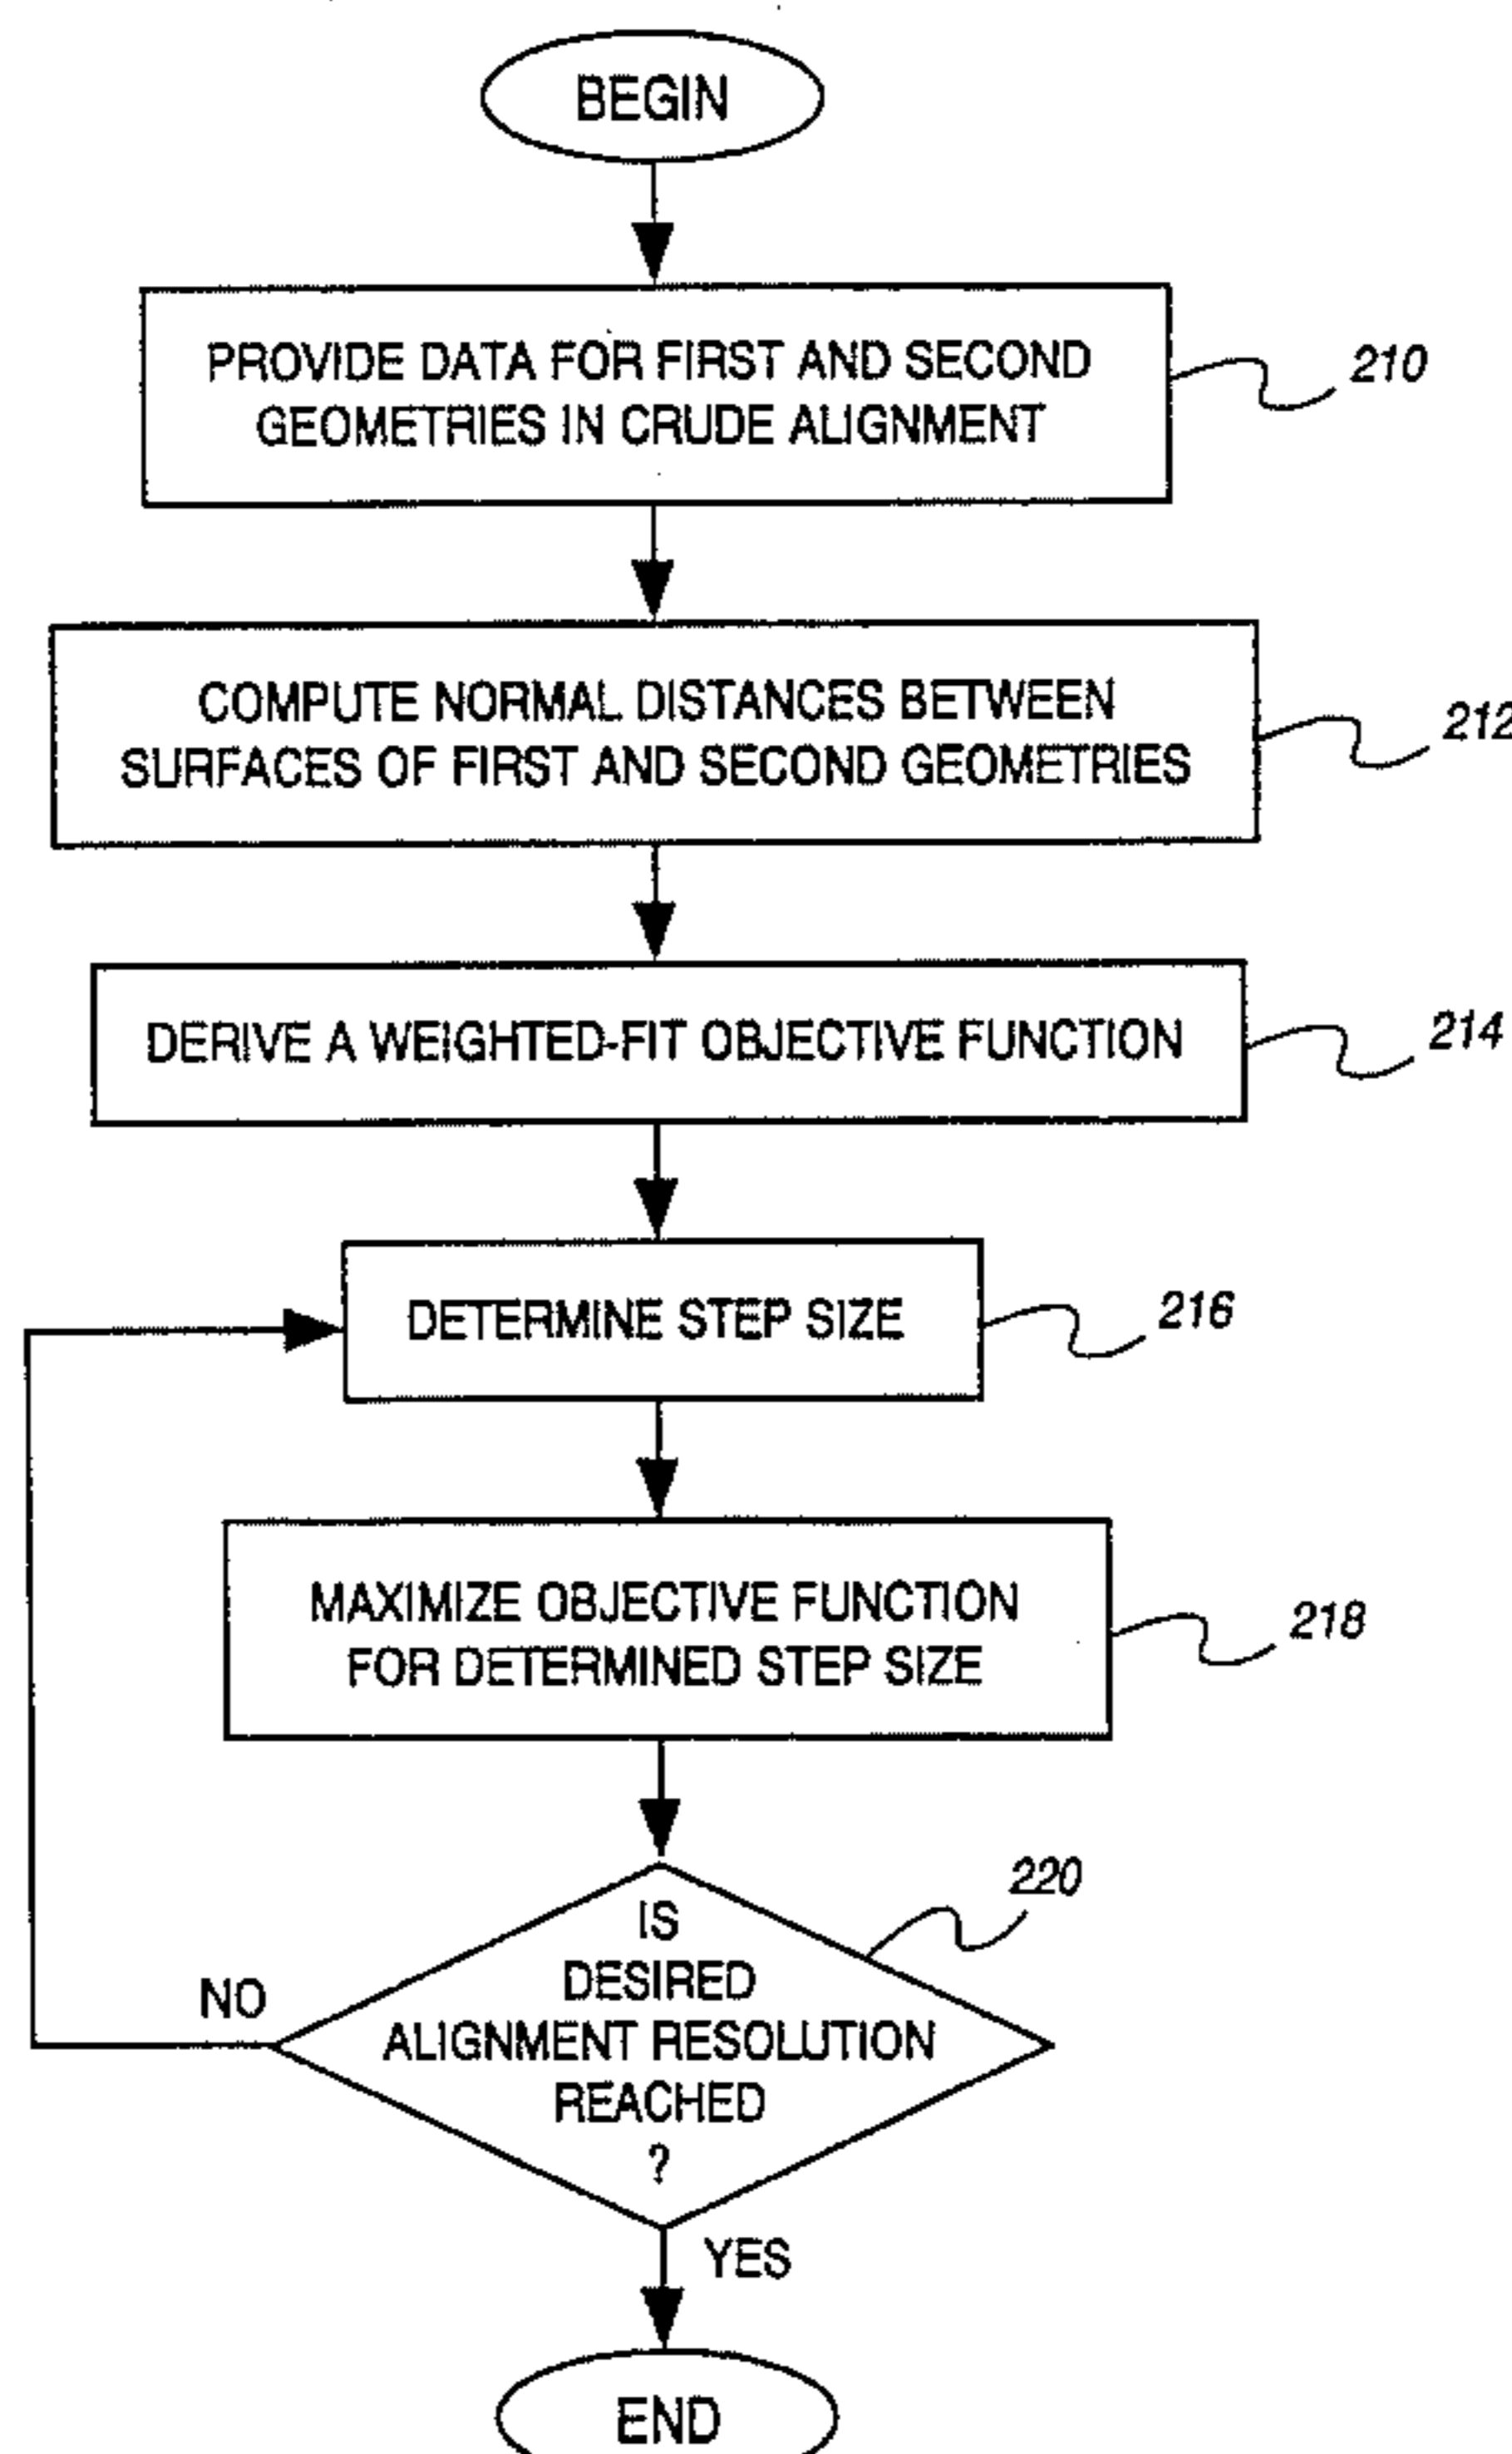 BEGIN
PROVIDE DATA FOR FIRST AND SECOND
GEOMETRIES IN CRUDE ALIGNMENT
210
COMPUTE NORMAL DISTANCES BETWEEN
SURFACES OF FIRST AND SECOND GEOMETRIES
212
DERIVE A WEIGHTED-FIT OBJECTIVE FUNCTION
214
DETERMINE STEP SIZE
216
MAXIMIZE OBJECTIVE FUNCTION
FOR DETERMINED STEP SIZE
218
220
IS
DESIRED
ALIGNMENT RESOLUTION
REACHED
?
NO
YES
END